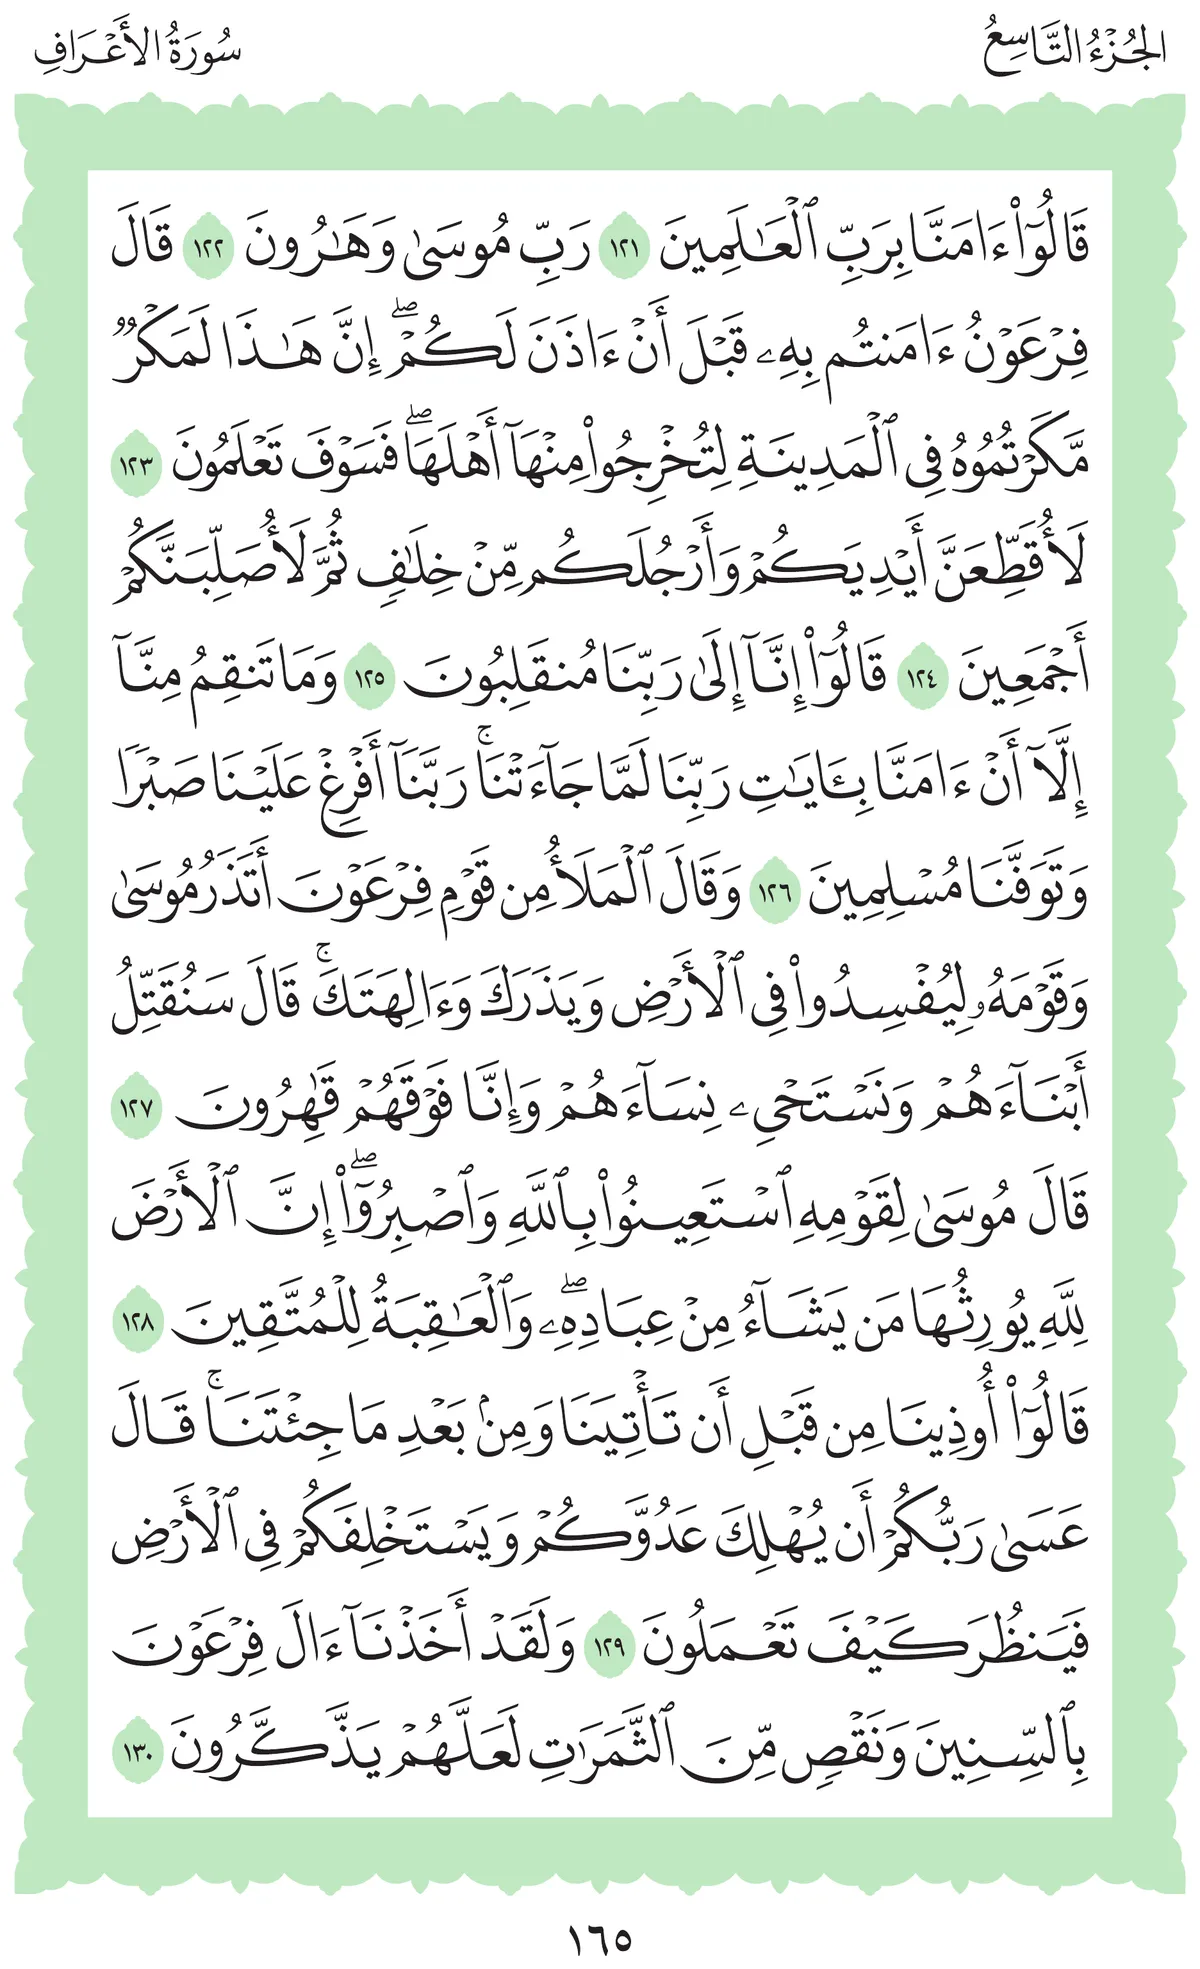 الجُزْءُ التَّاسِعُ
سُورَةُ الأَعْرَافِ
قَالُوٓاْ ءَامَنَّا بِرَبِّ ٱلْعَٰلَمِينَ ١٢١ رَبِّ مُوسَىٰ وَهَٰرُونَ ١٢٢ قَالَ
فِرْعَوْنُ ءَامَنتُم بِهِۦ قَبْلَ أَنْ ءَاذَنَ لَكُمْۖ إِنَّ هَٰذَا لَمَكْرٌ
مَّكَرْتُمُوهُ فِى ٱلْمَدِينَةِ لِتُخْرِجُواْ مِنْهَآ أَهْلَهَاۖ فَسَوْفَ تَعْلَمُونَ ١٢٣
لَأُقَطِّعَنَّ أَيْدِيَكُمْ وَأَرْجُلَكُم مِّنْ خِلَٰفٍ ثُمَّ لَأُصَلِّبَنَّكُمْ
أَجْمَعِينَ ١٢٤ قَالُوٓاْ إِنَّآ إِلَىٰ رَبِّنَا مُنقَلِبُونَ ١٢٥ وَمَا تَنقِمُ مِنَّآ
إِلَّآ أَنْ ءَامَنَّا بِـَٔايَٰتِ رَبِّنَا لَمَّا جَآءَتْنَاۚ رَبَّنَآ أَفْرِغْ عَلَيْنَا صَبْرًا
وَتَوَفَّنَا مُسْلِمِينَ ١٢٦ وَقَالَ ٱلْمَلَأُ مِن قَوْمِ فِرْعَوْنَ أَتَذَرُ مُوسَىٰ
وَقَوْمَهُۥ لِيُفْسِدُواْ فِى ٱلْأَرْضِ وَيَذَرَكَ وَءَالِهَتَكَۚ قَالَ سَنُقَتِّلُ
أَبْنَآءَهُمْ وَنَسْتَحْىِۦ نِسَآءَهُمْ وَإِنَّا فَوْقَهُمْ قَٰهِرُونَ ١٢٧
قَالَ مُوسَىٰ لِقَوْمِهِ ٱسْتَعِينُواْ بِٱللَّهِ وَٱصْبِرُوٓاْۖ إِنَّ ٱلْأَرْضَ
لِلَّهِ يُورِثُهَا مَن يَشَآءُ مِنْ عِبَادِهِۦۖ وَٱلْعَٰقِبَةُ لِلْمُتَّقِينَ ١٢٨
قَالُوٓاْ أُوذِينَا مِن قَبْلِ أَن تَأْتِيَنَا وَمِنۢ بَعْدِ مَا جِئْتَنَاۚ قَالَ
عَسَىٰ رَبُّكُمْ أَن يُهْلِكَ عَدُوَّكُمْ وَيَسْتَخْلِفَكُمْ فِى ٱلْأَرْضِ
فَيَنظُرَ كَيْفَ تَعْمَلُونَ ١٢٩ وَلَقَدْ أَخَذْنَآ ءَالَ فِرْعَوْنَ
بِٱلسِّنِينَ وَنَقْصٍ مِّنَ ٱلثَّمَرَٰتِ لَعَلَّهُمْ يَذَّكَّرُونَ ١٣٠
١٦٥